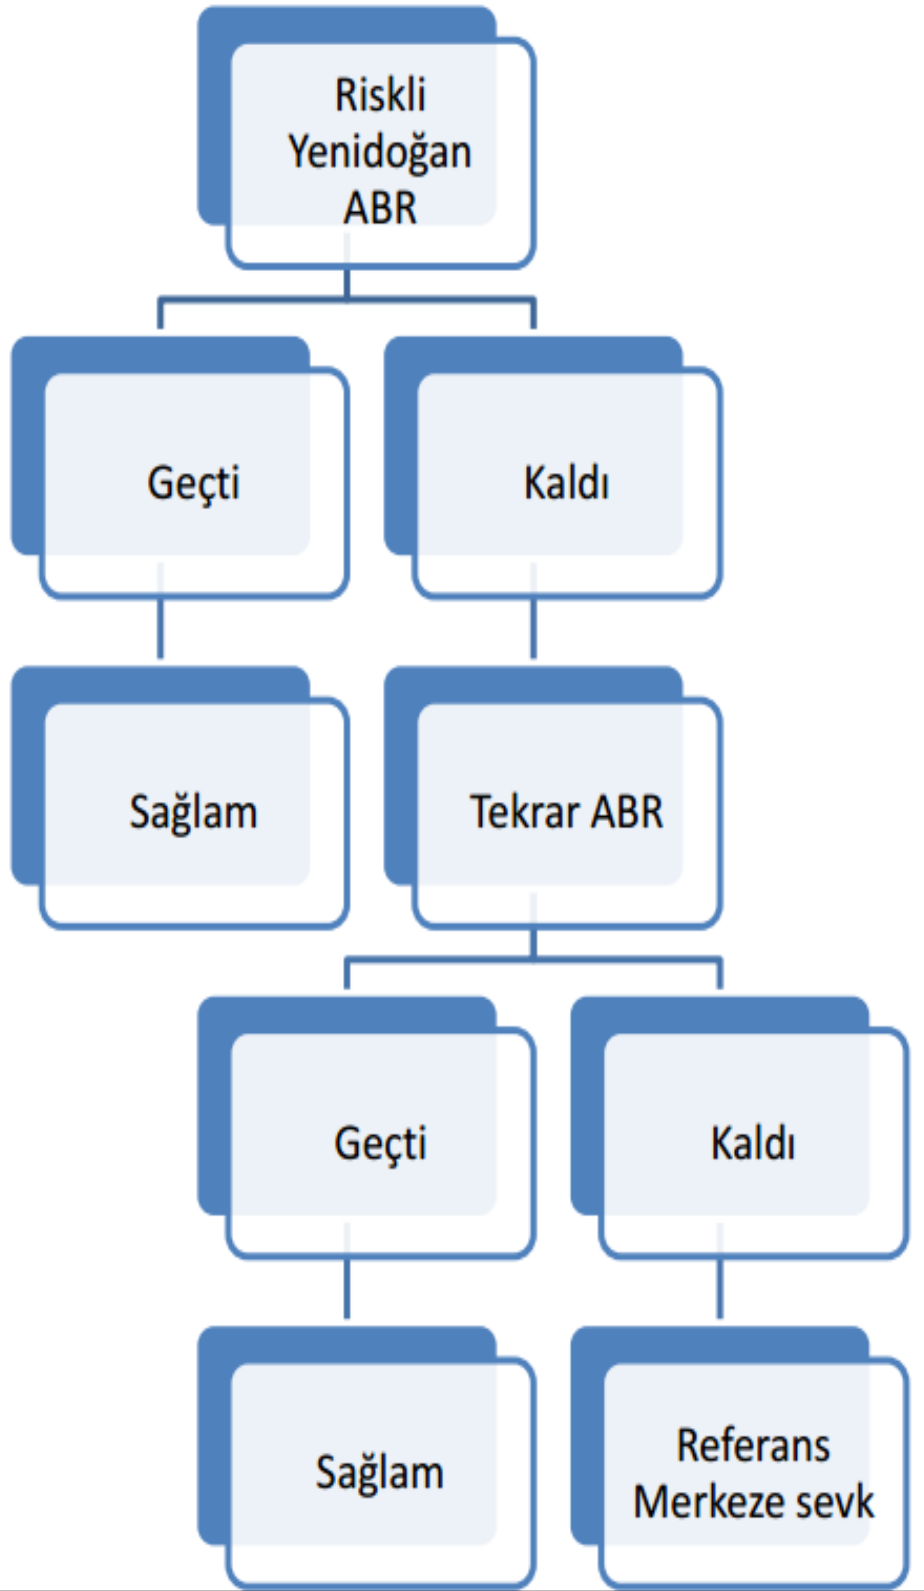 Riskli
Yenidoğan
ABR
Geçti
Kaldı
Sağlam
Tekrar ABR
Geçti
Kaldı
Sağlam
Referans
Merkeze sevk